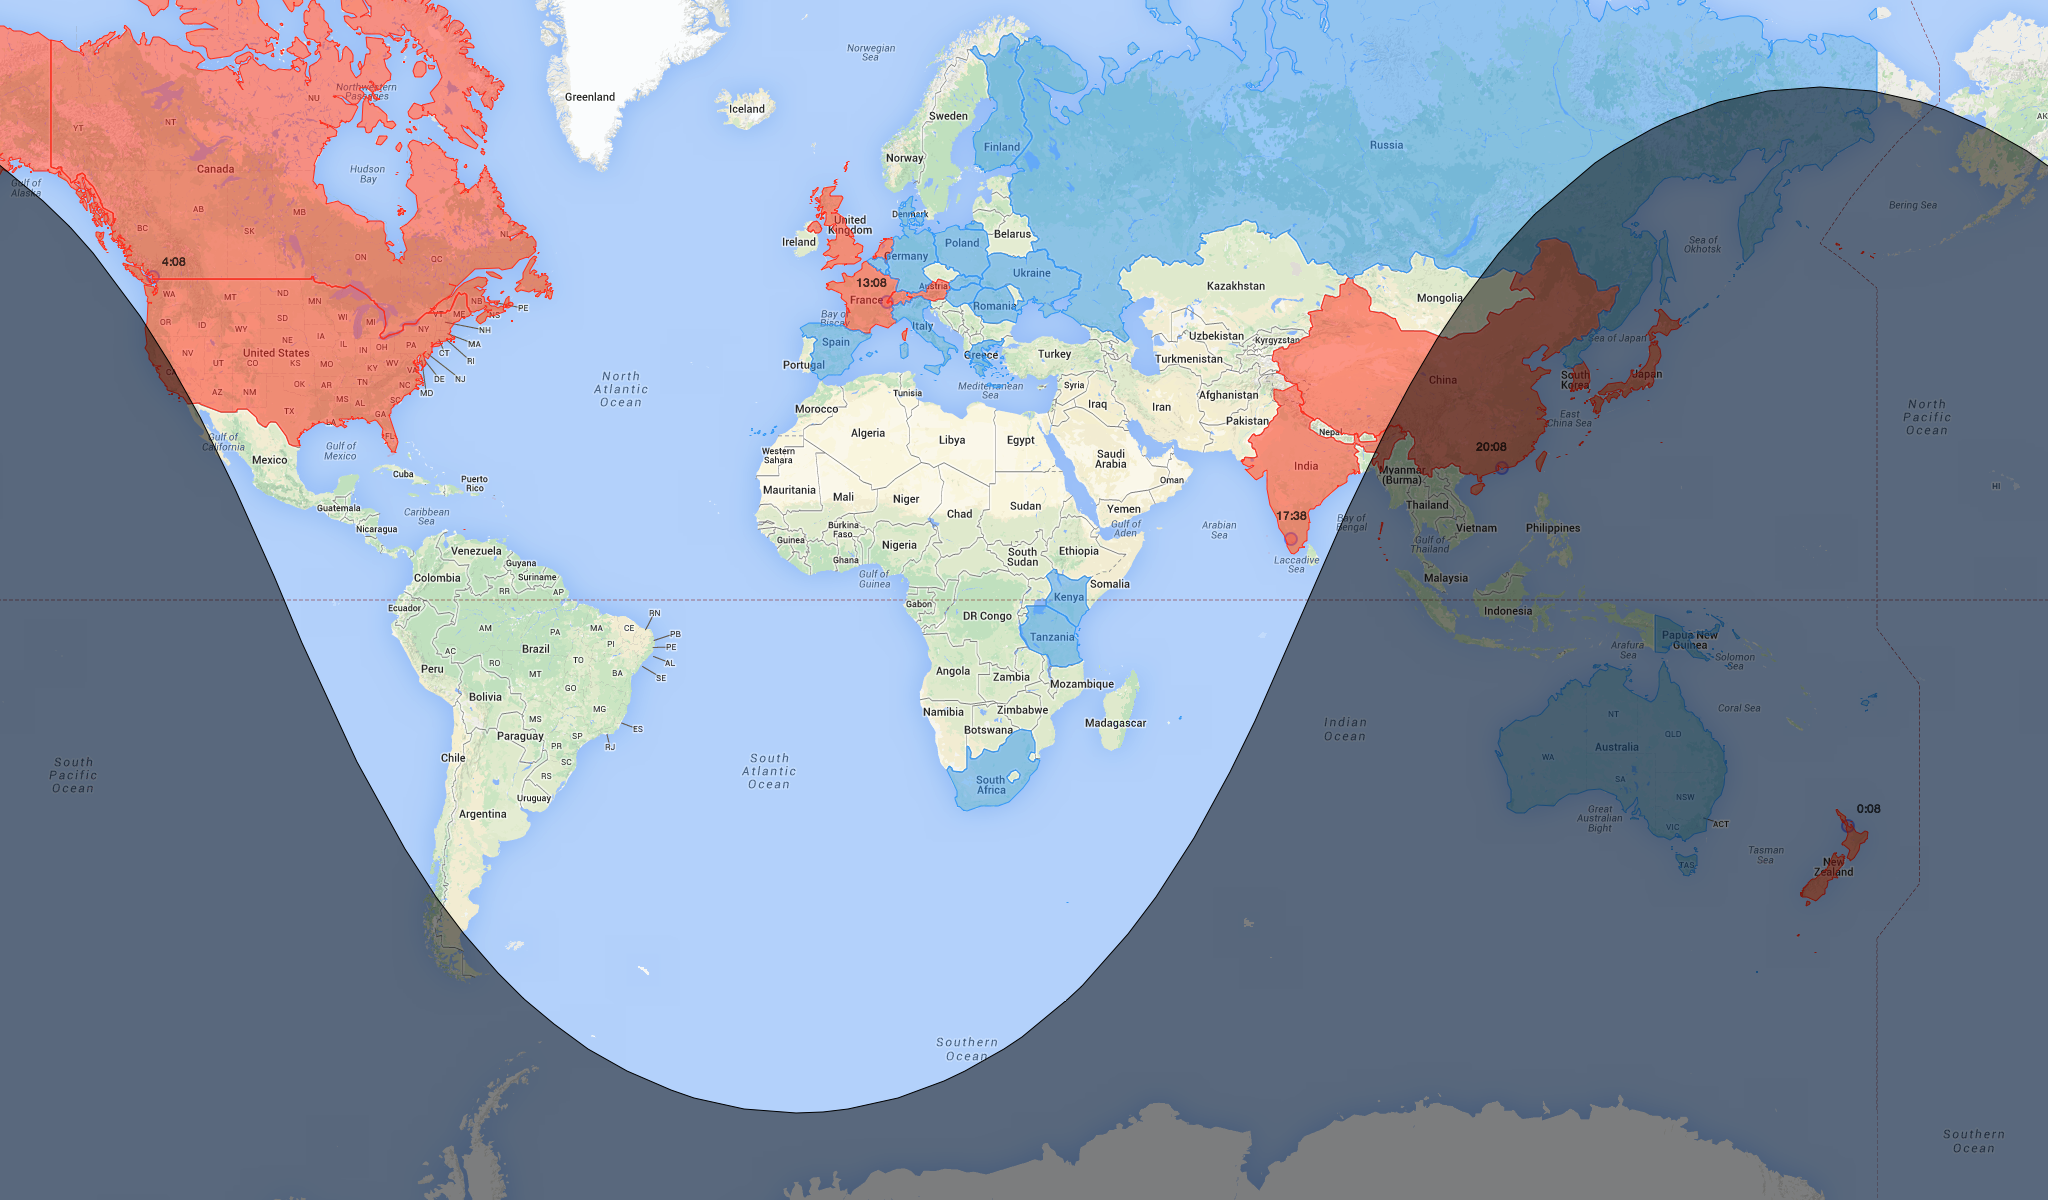 Greenland
Norwegian
Sea
Iceland
Sweden
Finland
Norway
Russia
AK
NU
Northwestern
Passages
NT
YT
Canada
Hudson
Bay
Gulf of
Alaska
AB
MB
BC
SK
ON
QC
NL
Denmark
United
Kingdom
Ireland
Belarus
Poland
Germany
Ukraine
Bering Sea
Sea of
Okhotsk
4:08
13:08
France
Austria
Romania
Kazakhstan
Mongolia
WA
MT
ND
MN
NB
PE
NS
OR
ID
SD
WI
MI
VT
ME
NH
WY
NY
MA
NV
NE
IA
IL
IN
OH
PA
CT
RI
United States
UT
CO
KS
MO
KY
WV
VA
DE
NJ
MD
AZ
NM
OK
AR
TN
NC
SC
TX
MS
AL
GA
LA
FL
Bay of
Biscay
Italy
Spain
Portugal
Greece
Turkey
Uzbekistan
Kyrgyzstan
Turkmenistan
Sea of Japan
South
Korea
Japan
China
North
Atlantic
Ocean
Mediterranean
Sea
Tunisia
Syria
Morocco
Iraq
Iran
Afghanistan
Pakistan
Nepal
East
China Sea
North
Pacific
Ocean
Gulf of
California
Gulf of
Mexico
Mexico
Algeria
Libya
Egypt
Western
Sahara
Saudi
Arabia
Oman
India
20:08
Myanmar
(Burma)
HI
Cuba
Puerto
Rico
Guatemala
Caribbean
Sea
Nicaragua
Mauritania
Mali
Niger
Chad
Sudan
Yemen
Gulf of
Aden
Arabian
Sea
17:38
Bay of
Bengal
Thailand
Vietnam
Philippines
Gulf of
Thailand
Burkina
Faso
Guinea
Ghana
Nigeria
South
Sudan
Ethiopia
Somalia
Laccadive
Sea
Venezuela
Guyana
Suriname
Colombia
RR
AP
Ecuador
Gulf of
Guinea
Gabon
DR Congo
Kenya
Tanzania
Malaysia
Indonesia
RN
AM
PA
MA
CE
PB
PE
PI
Brazil
AC
RO
TO
AL
SE
BA
Peru
MT
GO
Bolivia
MG
MS
ES
Paraguay
SP
RJ
PR
SC
RS
Chile
Uruguay
Argentina
Angola
Zambia
Mozambique
Namibia
Zimbabwe
Botswana
Madagascar
South
Africa
South
Pacific
Ocean
South
Atlantic
Ocean
Indian
Ocean
Papua New
Guinea
Arafura
Sea
Solomon
Sea
Coral Sea
NT
QLD
Australia
WA
SA
NSW
Great
Australian
Bight
VIC
ACT
TAS
Tasman
Sea
0:08
New
Zealand
Southern
Ocean
Southern
Ocean